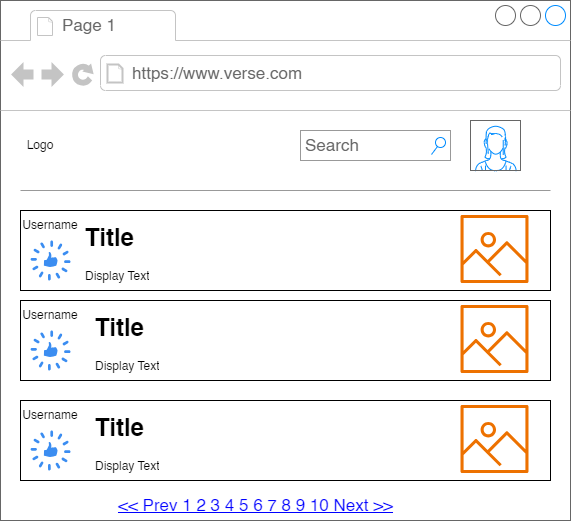 Page 1
https://www.verse.com
Logo
Search
Username
Title
Display Text
Username
Title
Display Text
Username
Title
Display Text
<< Prev 1 2 3 4 5 6 7 8 9 10 Next >>